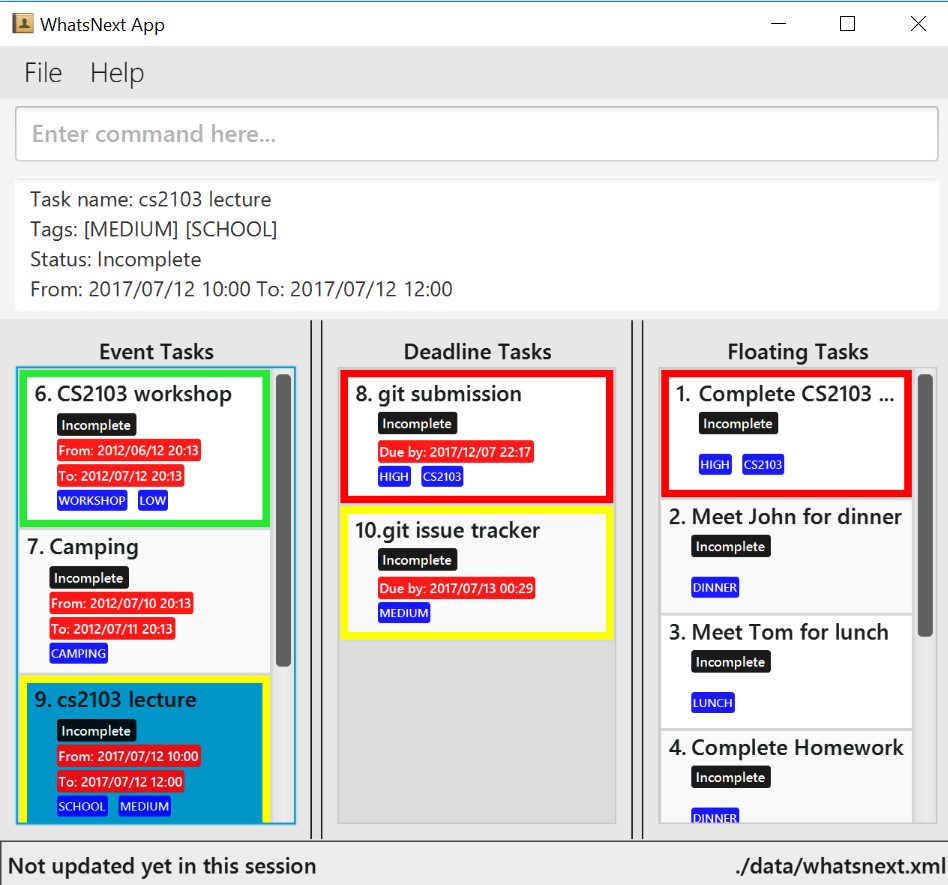 WhatsNext App
File Help
Enter command here...
Task name: cs2103 lecture
Tags: [MEDIUM] [SCHOOL]
Status: Incomplete
From: 2017/07/12 10:00 To: 2017/07/12 12:00
Event Tasks
6. CS2103 workshop
Incomplete
From: 2012/06/12 20:13
To: 2012/07/12 20:13
WORKSHOP LOW
7. Camping
Incomplete
From: 2012/07/10 20:13
To: 2012/07/11 20:13
CAMPING
9. cs2103 lecture
Incomplete
From: 2017/07/12 10:00
To: 2017/07/12 12:00
SCHOOL MEDIUM
Deadline Tasks
8. git submission
Incomplete
Due by: 2017/12/07 22:17
HIGH CS2103
10.git issue tracker
Incomplete
Due by: 2017/07/13 00:29
MEDIUM
Floating Tasks
1. Complete CS2103 ...
Incomplete
HIGH CS2103
2. Meet John for dinner
Incomplete
DINNER
3. Meet Tom for lunch
Incomplete
LUNCH
4. Complete Homework
Incomplete
DINNER
Not updated yet in this session
./data/whatsnext.xml